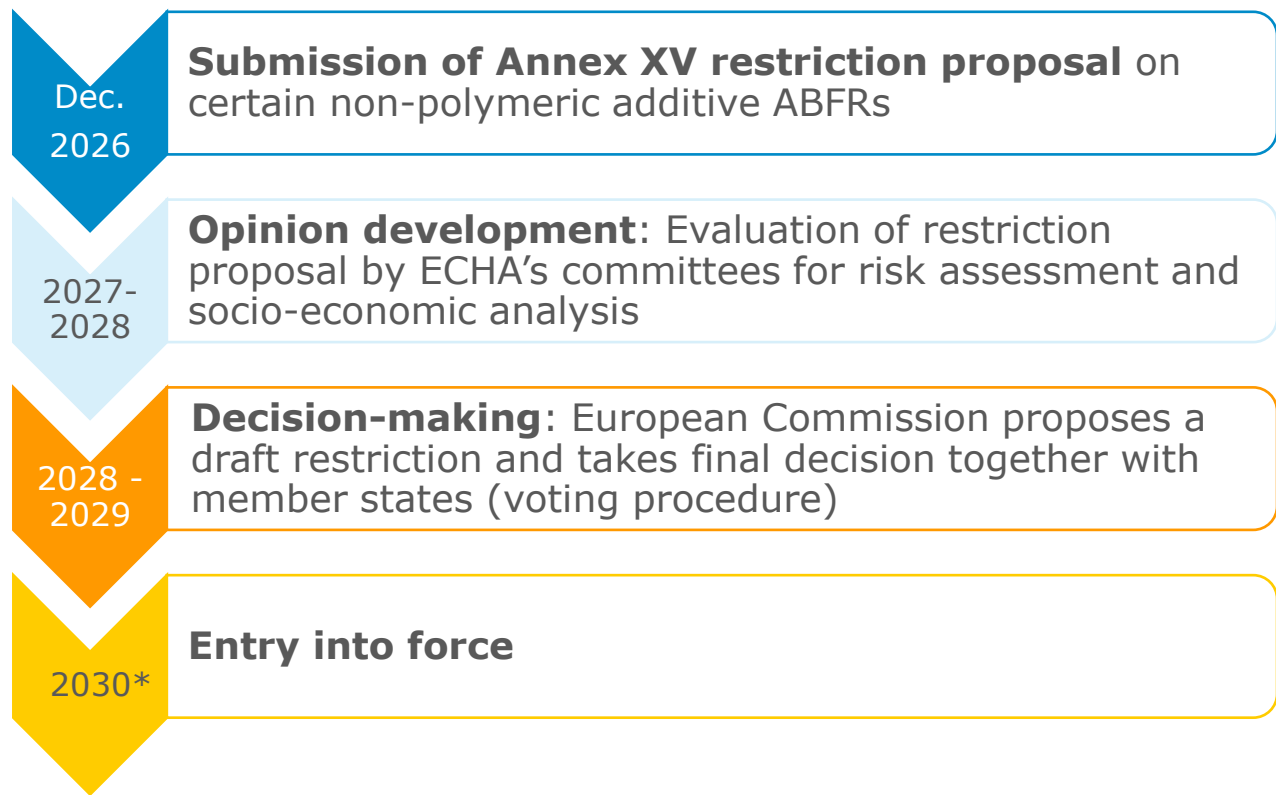 Dec.
2026
Submission of Annex XV restriction proposal on
certain non-polymeric additive ABFRs
2027-
2028
Opinion development: Evaluation of restriction
proposal by ECHA’s committees for risk assessment and
socio-economic analysis
2028 -
2029
Decision-making: European Commission proposes a
draft restriction and takes final decision together with
member states (voting procedure)
2030*
Entry into force